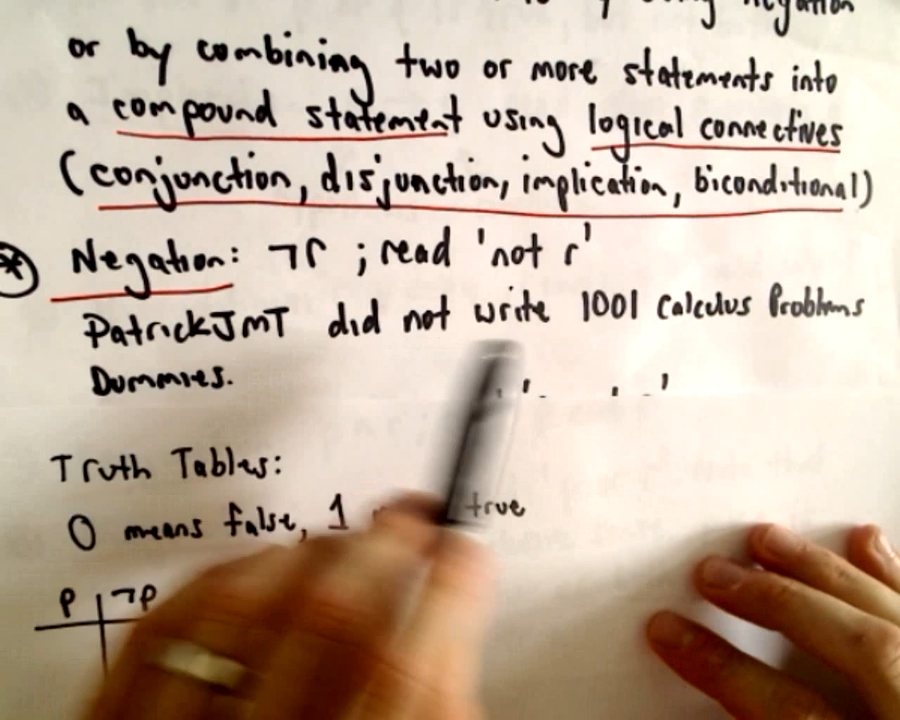 negation
or by combining two or more statements into
a compound statement using logical connectives
(conjunction, disjunction, implication, biconditional)
* Negation: ¬r ; read 'not r'
PatrickJMT did not write 1001 Calculus Problems
Dummies.
Truth Tables:
0 means false, 1 true
P ¬P